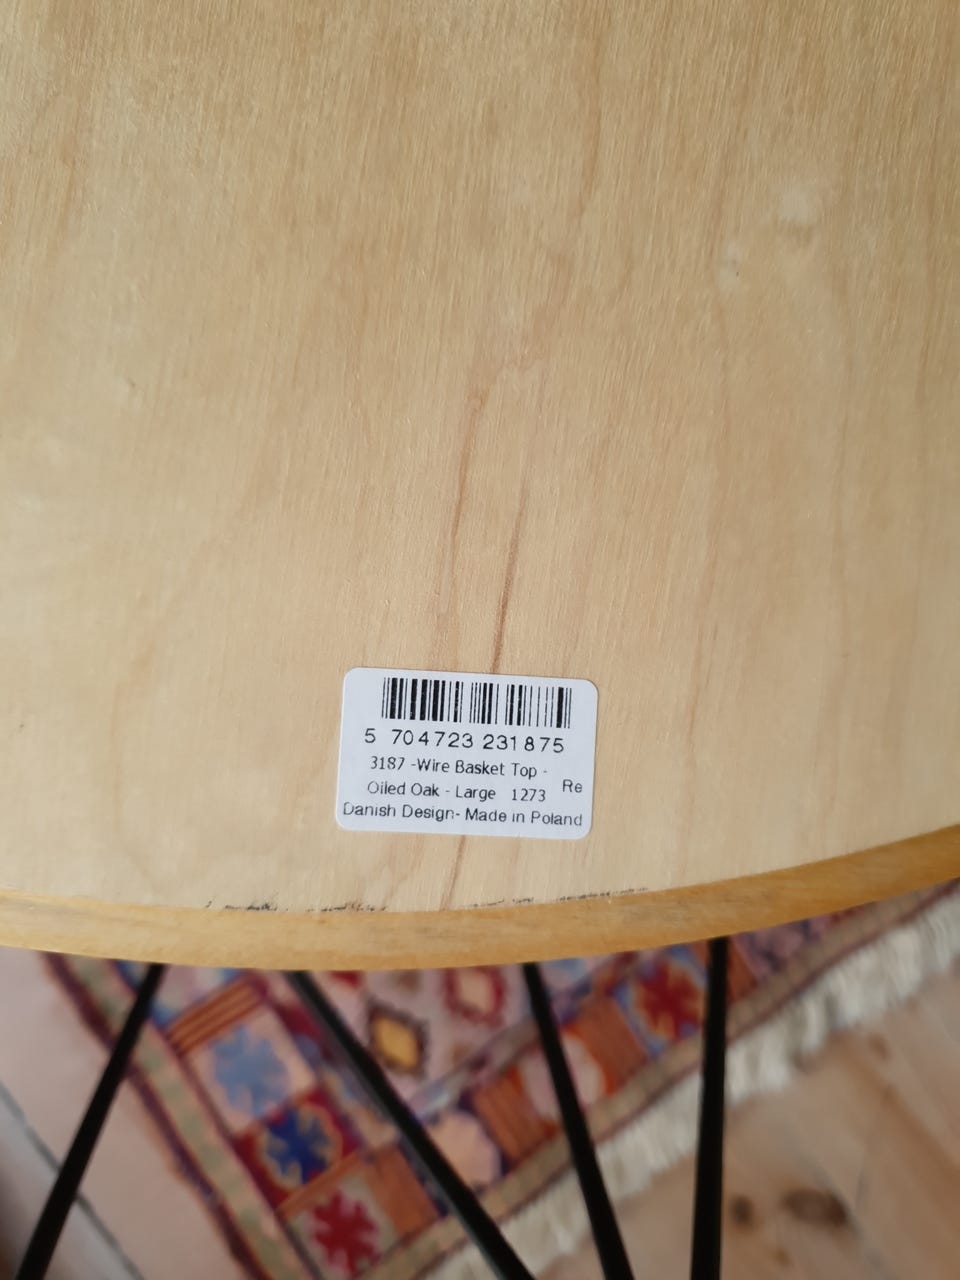 5 704723 231875
3187 -Wire Basket Top -
Oiled Oak - Large 1273 Re
Danish Design- Made in Poland